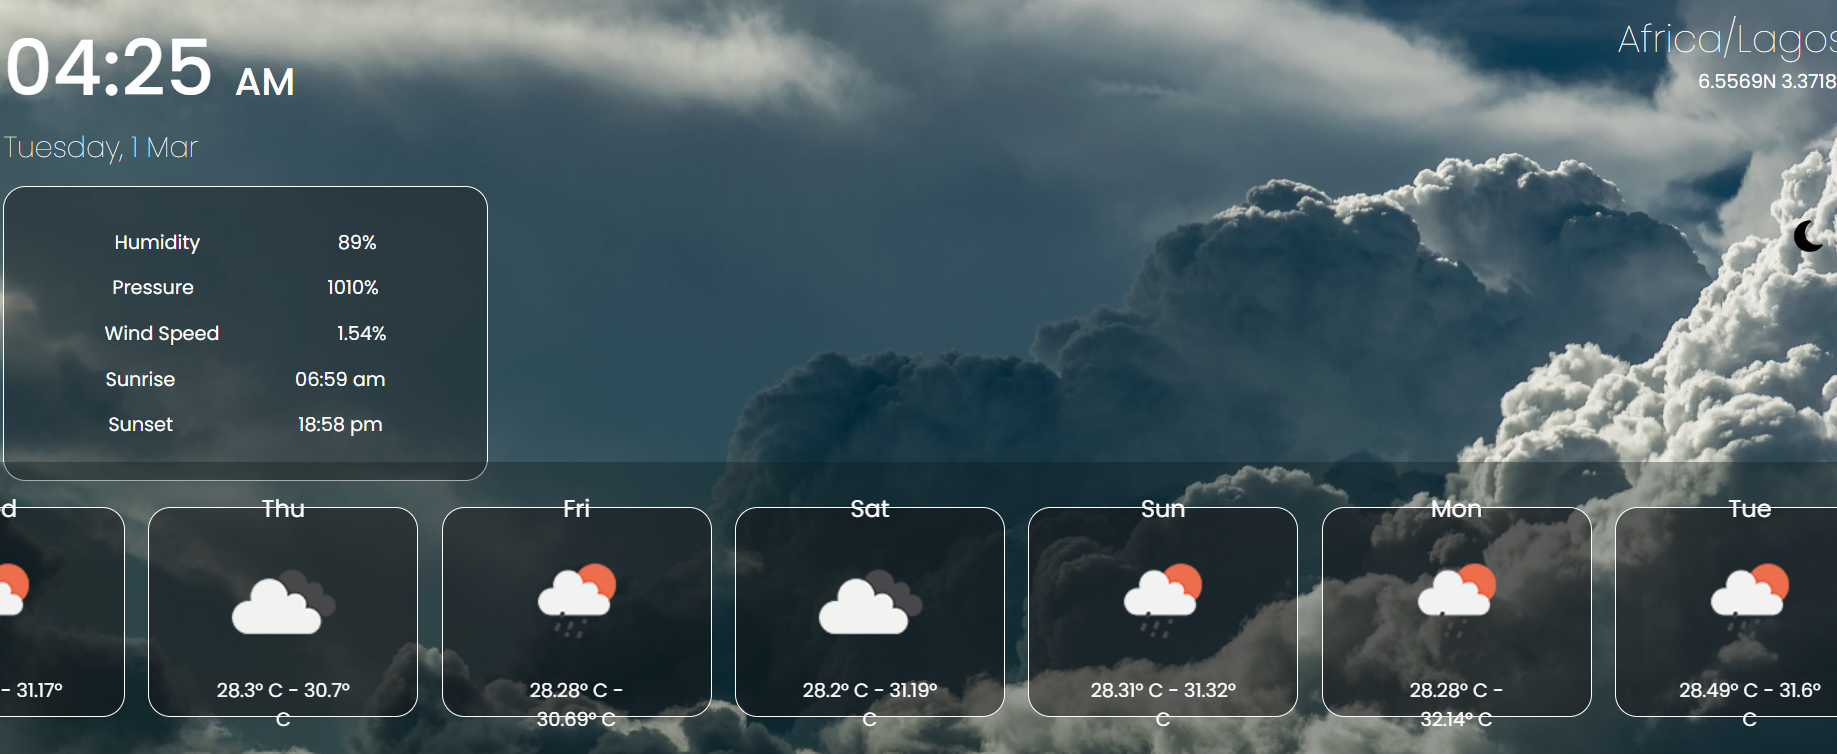 04:25 AM
Africa/Lagos
6.5569N 3.3718
Tuesday, 1 Mar
Humidity 89%
Pressure 1010%
Wind Speed 1.54%
Sunrise 06:59 am
Sunset 18:58 pm
d
- 31.17°
Thu
28.3° C - 30.7°
C
Fri
28.28° C -
30.69° C
Sat
28.2° C - 31.19°
C
Sun
28.31° C - 31.32°
C
Mon
28.28° C -
32.14° C
Tue
28.49° C - 31.6°
C